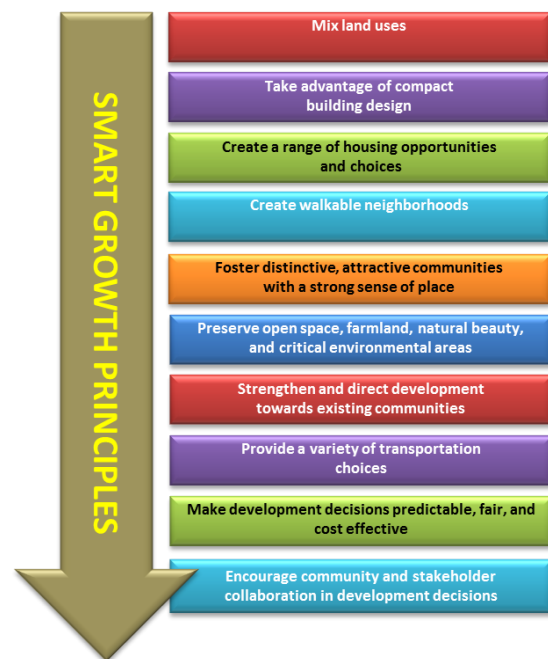 SMART GROWTH PRINCIPLES
Mix land uses
Take advantage of compact
building design
Create a range of housing opportunities
and choices
Create walkable neighborhoods
Foster distinctive, attractive communities
with a strong sense of place
Preserve open space, farmland, natural beauty,
and critical environmental areas
Strengthen and direct development
towards existing communities
Provide a variety of transportation
choices
Make development decisions predictable, fair, and
cost effective
Encourage community and stakeholder
collaboration in development decisions